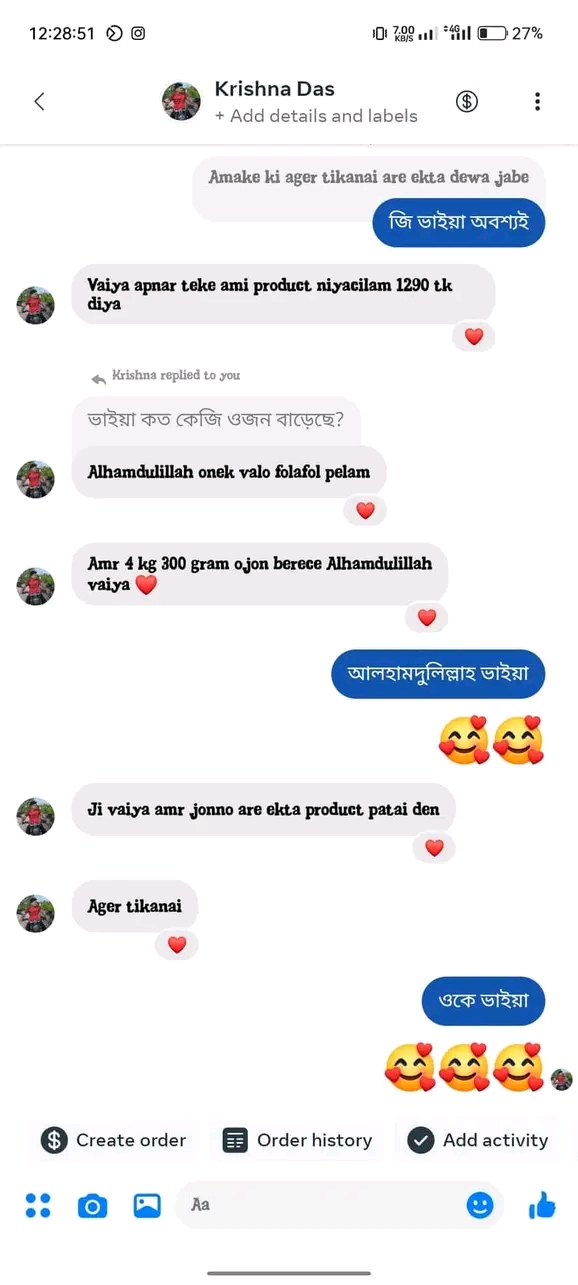 12:28:51
7.00 KB/S
4G
27%
Krishna Das
+ Add details and labels
Amake ki ager tikanai are ekta dewa jabe
জি ভাইয়া অবশ্যই
Vaiya apnar teke ami product niyacilam 1290 tk
diya
Krishna replied to you
ভাইয়া কত কেজি ওজন বাড়েছে?
Alhamdulillah onek valo folafol pelam
Amr 4 kg 300 gram ojon berece Alhamdulillah
vaiya ❤️
আলহামদুলিল্লাহ ভাইয়া
🥰🥰
Ji vaiya amr jonno are ekta product patai den
Ager tikanai
ওকে ভাইয়া
🥰🥰🥰
Create order
Order history
Add activity
Aa